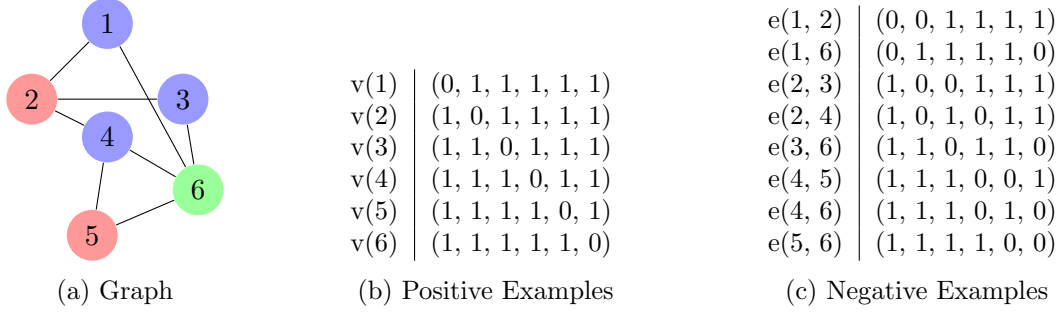 1
2
3
4
6
5
(a) Graph
v(1) (0, 1, 1, 1, 1, 1)
v(2) (1, 0, 1, 1, 1, 1)
v(3) (1, 1, 0, 1, 1, 1)
v(4) (1, 1, 1, 0, 1, 1)
v(5) (1, 1, 1, 1, 0, 1)
v(6) (1, 1, 1, 1, 1, 0)
(b) Positive Examples
e(1, 2) (0, 0, 1, 1, 1, 1)
e(1, 6) (0, 1, 1, 1, 1, 0)
e(2, 3) (1, 0, 0, 1, 1, 1)
e(2, 4) (1, 0, 1, 0, 1, 1)
e(3, 6) (1, 1, 0, 1, 1, 0)
e(4, 5) (1, 1, 1, 0, 0, 1)
e(4, 6) (1, 1, 1, 0, 1, 0)
e(5, 6) (1, 1, 1, 1, 0, 0)
(c) Negative Examples